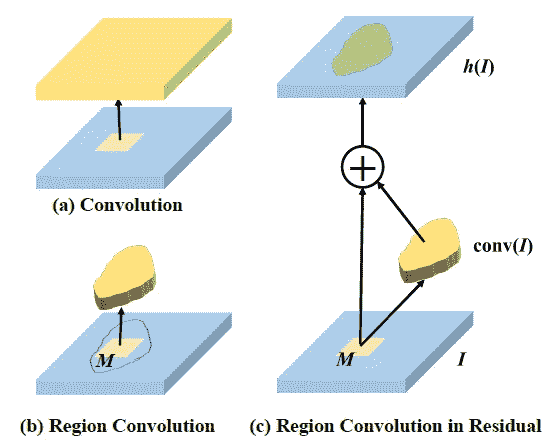 h(I)
+
(a) Convolution
conv(I)
M
M
I
(b) Region Convolution
(c) Region Convolution in Residual